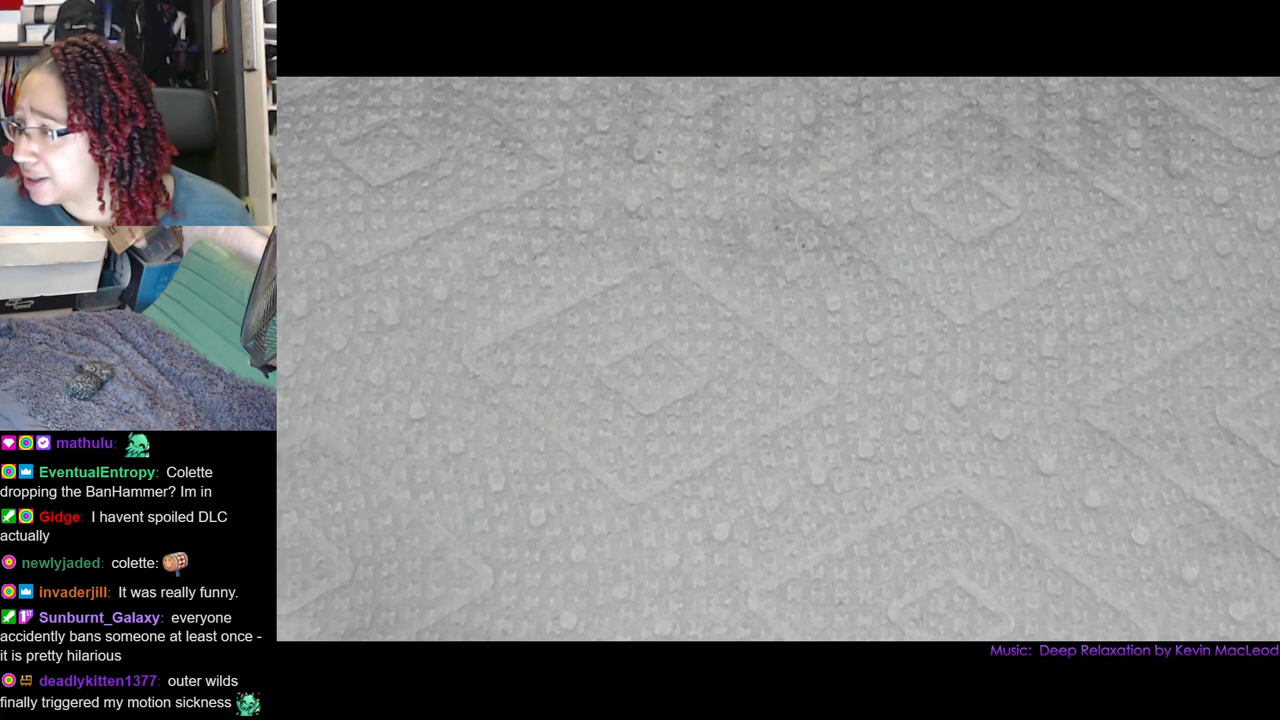 mathulu:
EventualEntropy: Colette
dropping the BanHammer? Im in
Gidge: I havent spoiled DLC
actually
newlyjaded: colette:
invaderjill: It was really funny.
Sunburnt_Galaxy: everyone
accidently bans someone at least once -
it is pretty hilarious
deadlykitten1377: outer wilds
finally triggered my motion sickness
Music: Deep Relaxation by Kevin MacLeod